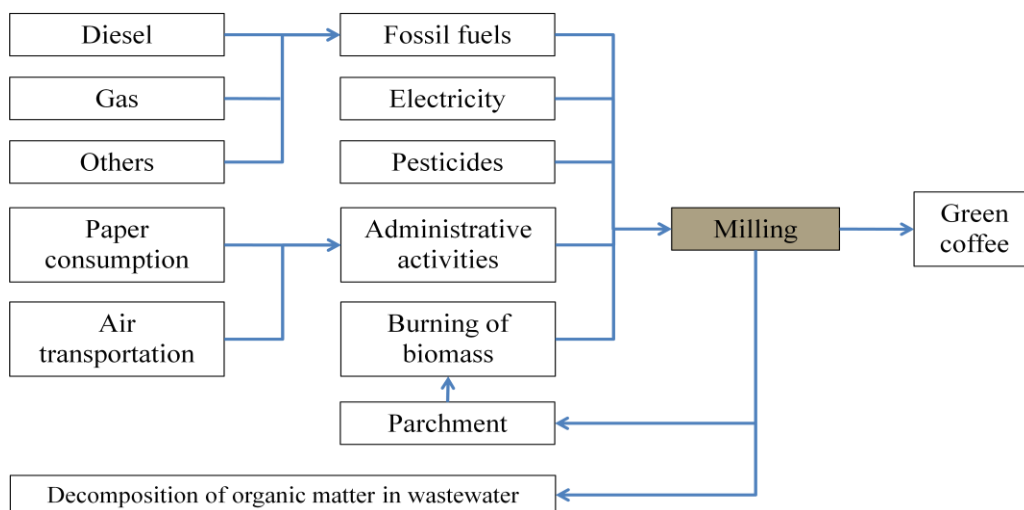 Diesel
Fossil fuels
Gas
Electricity
Others
Pesticides
Paper
consumption
Administrative
activities
Milling
Green
coffee
Air
transportation
Burning of
biomass
Parchment
Decomposition of organic matter in wastewater